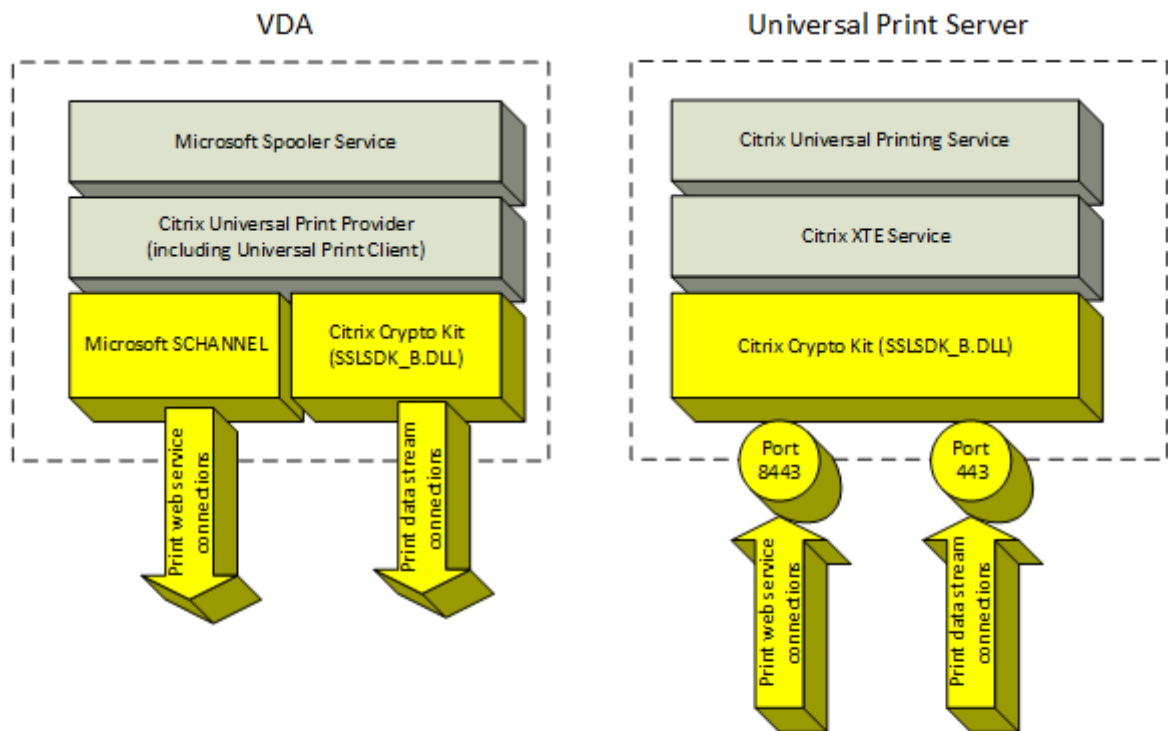 VDA
Microsoft Spooler Service
Citrix Universal Print Provider
(including Universal Print Client)
Microsoft SCHANNEL
Citrix Crypto Kit
(SSLSDK_B.DLL)
Print web service
connections
Print data stream
connections
Universal Print Server
Citrix Universal Printing Service
Citrix XTE Service
Citrix Crypto Kit (SSLSDK_B.DLL)
Port
8443
Port
443
Print web service
connections
Print data stream
connections